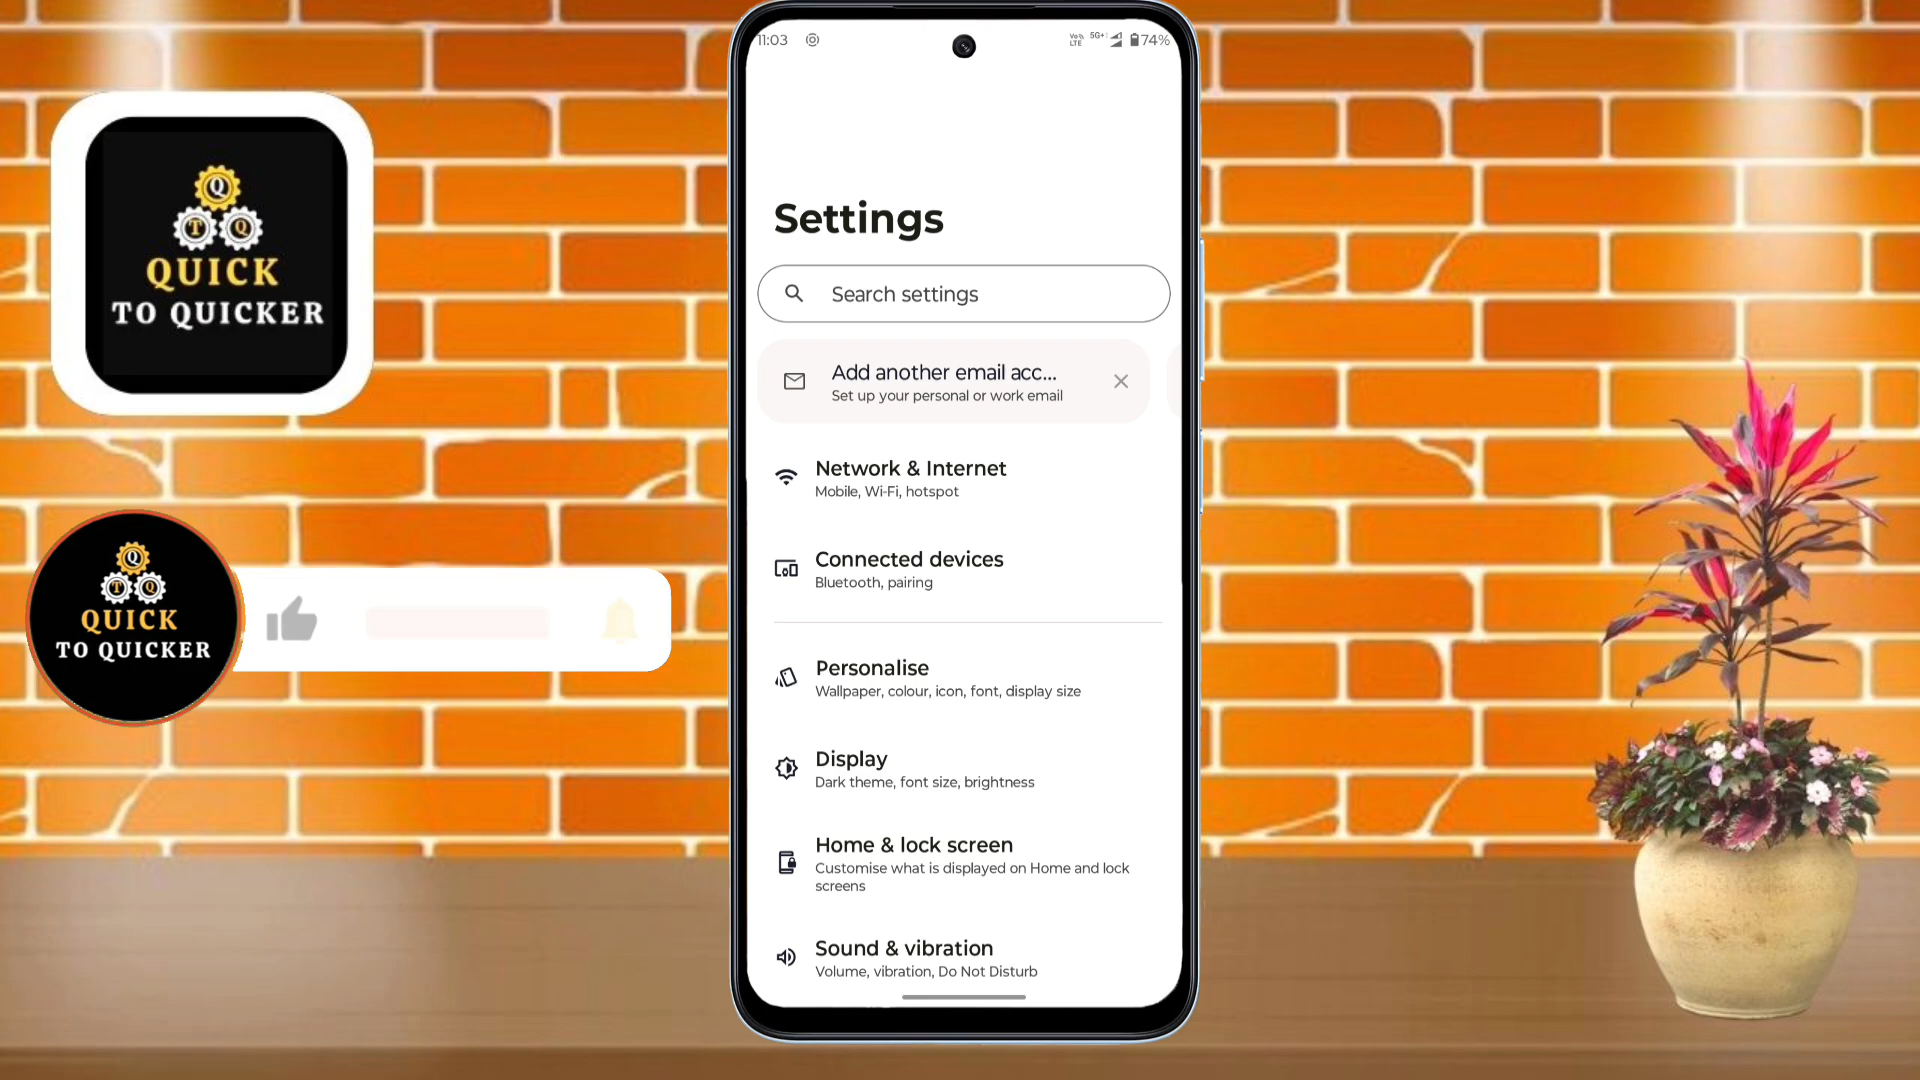 Q
T Q
QUICK
TO QUICKER
Q
T Q
QUICK
TO QUICKER
11:03
Vo))
LTE
5G+
74%
Settings
Search settings
Add another email acc...
Set up your personal or work email
Network & Internet
Mobile, Wi-Fi, hotspot
Connected devices
Bluetooth, pairing
Personalise
Wallpaper, colour, icon, font, display size
Display
Dark theme, font size, brightness
Home & lock screen
Customise what is displayed on Home and lock
screens
Sound & vibration
Volume, vibration, Do Not Disturb